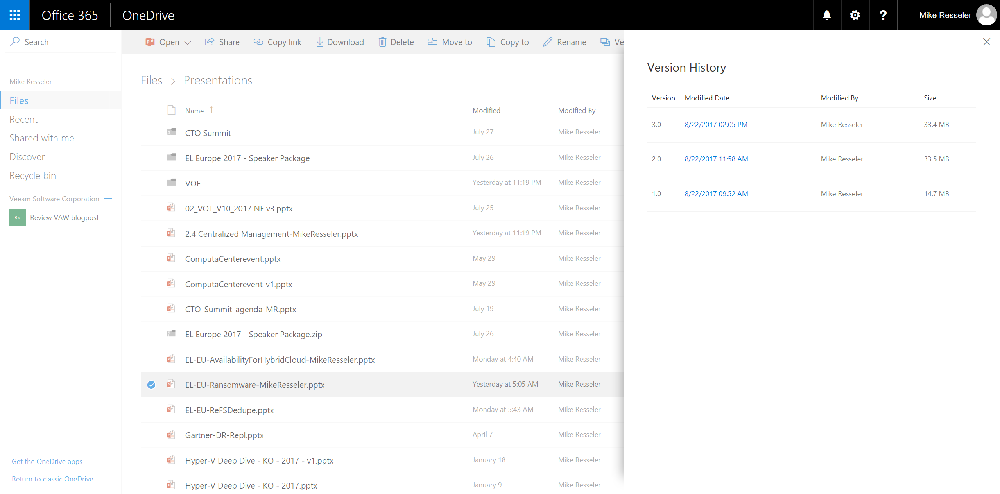 Office 365 OneDrive Mike Resseler
Search
Open Share Copy link Download Delete Move to Copy to Rename
Version History
Mike Resseler
Files > Presentations
Files
Recent
Shared with me
Discover
Recycle bin
Veeam Software Corporation
RV Review VAW blogpost
Get the OneDrive apps
Return to classic OneDrive
Name Modified Modified By
CTO Summit July 27 Mike Resseler
EL Europe 2017 - Speaker Package July 26 Mike Resseler
VOF Yesterday at 11:19 PM Mike Resseler
02_VOT_V10_2017 NF v3.pptx July 25 Mike Resseler
2.4 Centralized Management-MikeResseler.pptx Yesterday at 11:19 PM Mike Resseler
ComputaCenterevent.pptx May 29 Mike Resseler
ComputaCenterevent-v1.pptx May 29 Mike Resseler
CTO_Summit_agenda-MR.pptx July 19 Mike Resseler
EL Europe 2017 - Speaker Package.zip July 26 Mike Resseler
EL-EU-AvailabilityForHybridCloud-MikeResseler.pptx Monday at 4:40 AM Mike Resseler
EL-EU-Ransomware-MikeResseler.pptx Yesterday at 5:05 AM Mike Resseler
EL-EU-ReFSDedupe.pptx Monday at 5:43 AM Mike Resseler
Gartner-DR-Repl.pptx April 7 Mike Resseler
Hyper-V Deep Dive - KO - 2017 - v1.pptx January 18 Mike Resseler
Hyper-V Deep Dive - KO - 2017.pptx January 9 Mike Resseler
Version Modified Date Modified By Size
3.0 8/22/2017 02:05 PM Mike Resseler 33.4 MB
2.0 8/22/2017 11:58 AM Mike Resseler 33.5 MB
1.0 8/22/2017 09:52 AM Mike Resseler 14.7 MB